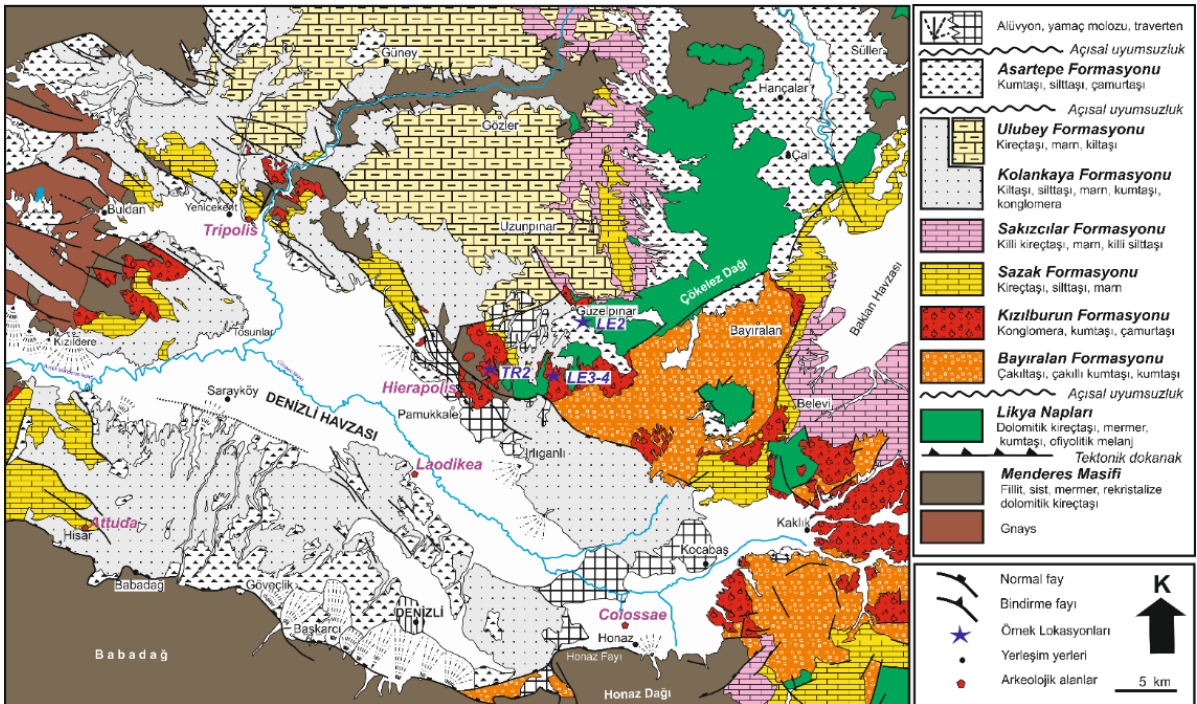 Güney
Süller
Hançalar
Gözler
Çal
Buldan
Yenicekent
Tripolis
Uzunpınar
Çökelez Dağı
Baklan Havzası
Güzelpınar
LE2
Bayıralan
Tosunlar
Kızıldere
TR2
LE3-4
Hierapolis
Sarayköy
Pamukkale
Belevi
DENİZLİ HAVZASI
Irlıganlı
Laodikea
Attuda
Hisar
Kaklık
Kocabaş
Babadağ
Göveçlik
DENİZLİ
Colossae
Başkarcı
Honaz
Babadağ
Honaz Fayı
Honaz Dağı
Alüvyon, yamaç molozu, traverten
Açısal uyumsuzluk
Asartepe Formasyonu
Kumtaşı, silttaşı, çamurtaşı
Açısal uyumsuzluk
Ulubey Formasyonu
Kireçtaşı, marn, kiltaşı
Kolankaya Formasyonu
Kiltaşı, silttaşı, marn, kumtaşı,
konglomera
Sakızcılar Formasyonu
Killi kireçtaşı, marn, killi silttaşı
Sazak Formasyonu
Kireçtaşı, silttaşı, marn
Kızılburun Formasyonu
Konglomera, kumtaşı, çamurtaşı
Bayıralan Formasyonu
Çakıltaşı, çakıllı kumtaşı, kumtaşı
Açısal uyumsuzluk
Likya Napları
Dolomitik kireçtaşı, mermer,
kumtaşı, ofiyolitik melanj
Tektonik dokanak
Menderes Masifi
Fillit, sist, mermer, rekristalize
dolomitik kireçtaşı
Gnays
Normal fay
Bindirme fayı
Örnek Lokasyonları
Yerleşim yerleri
Arkeolojik alanlar
K
5 km